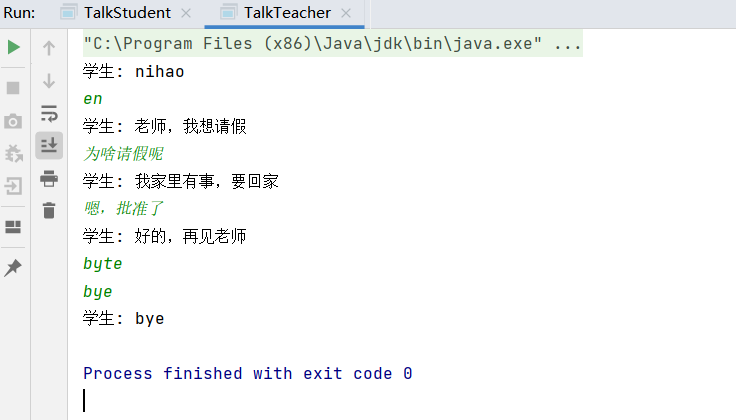 Run: TalkStudent × TalkTeacher ×
"C:\Program Files (x86)\Java\jdk\bin\java.exe" ...
学生: nihao
en
学生: 老师，我想请假
为啥请假呢
学生: 我家里有事，要回家
嗯，批准了
学生: 好的，再见老师
byte
bye
学生: bye
Process finished with exit code 0